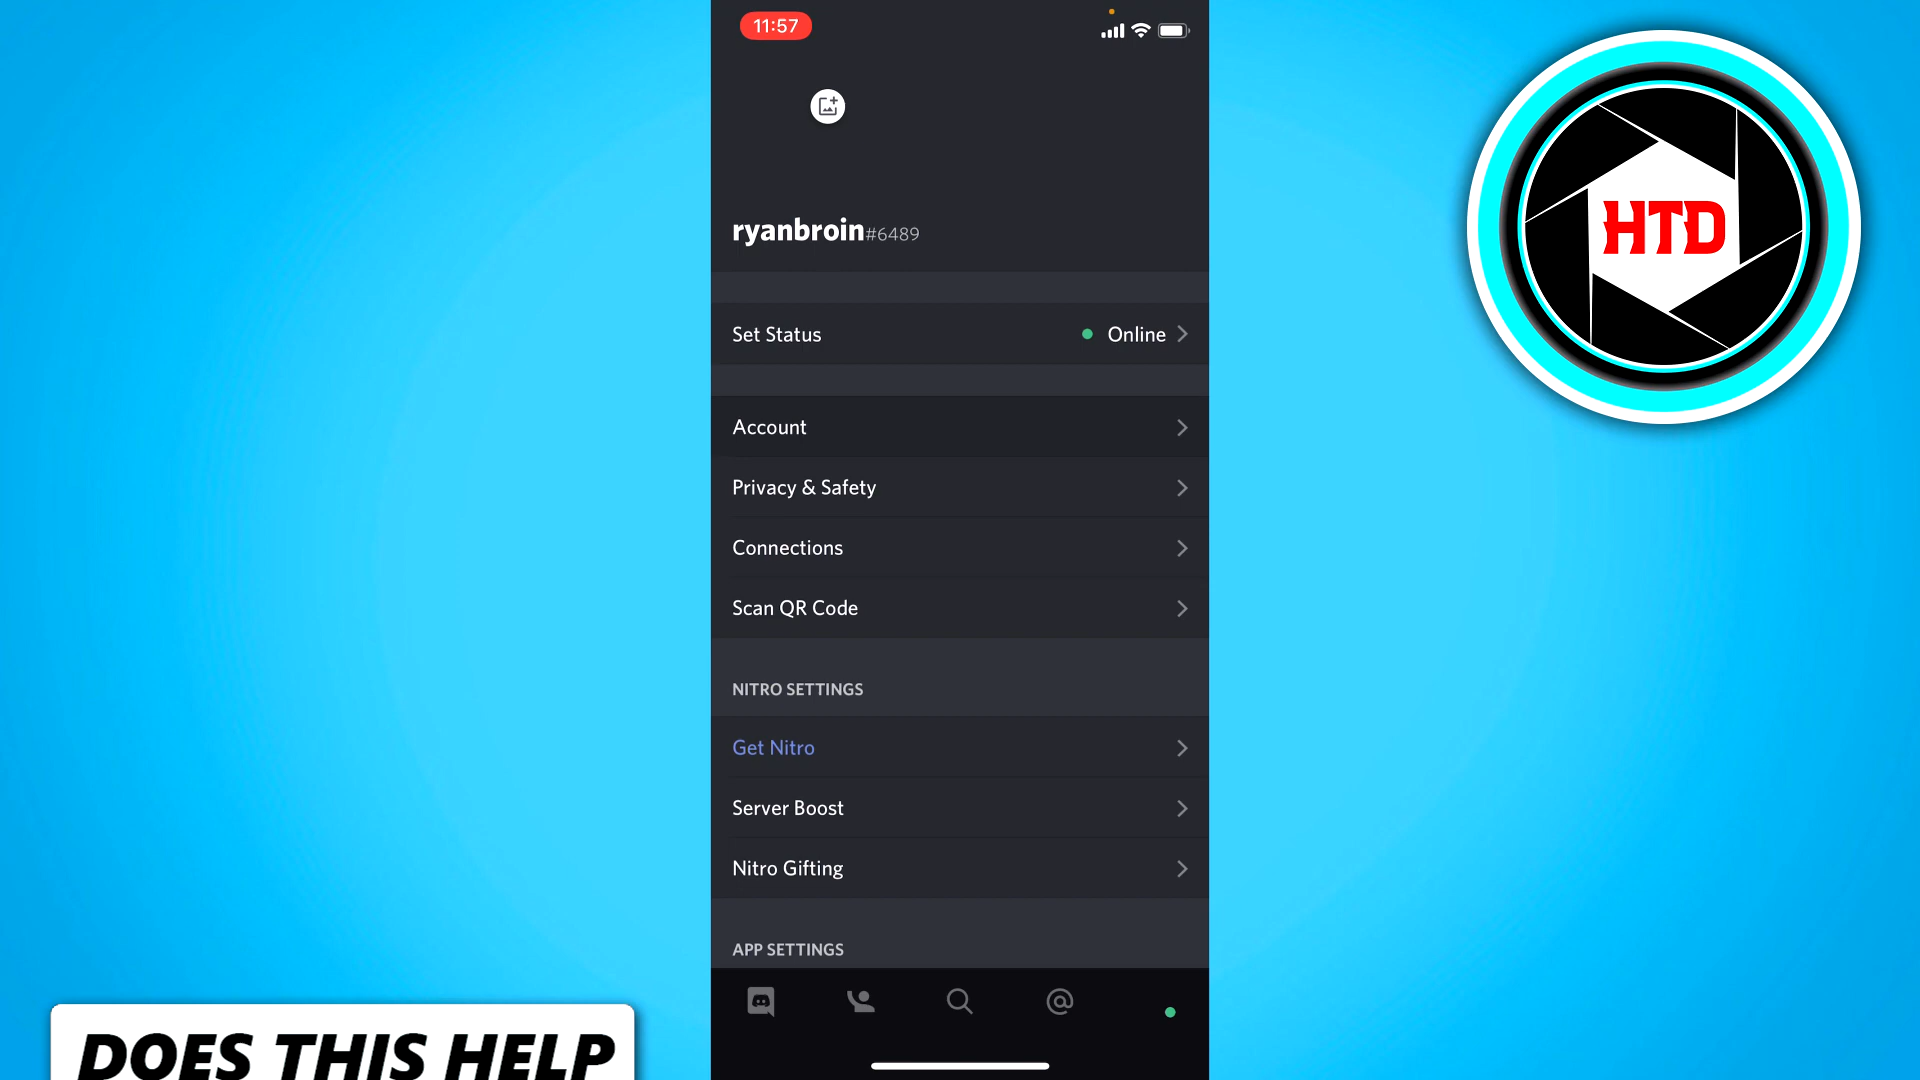 11:57
ryanbroin#6489
Set Status
Online
Account
Privacy & Safety
Connections
Scan QR Code
NITRO SETTINGS
Get Nitro
Server Boost
Nitro Gifting
APP SETTINGS
HTD
DOES THIS HELP